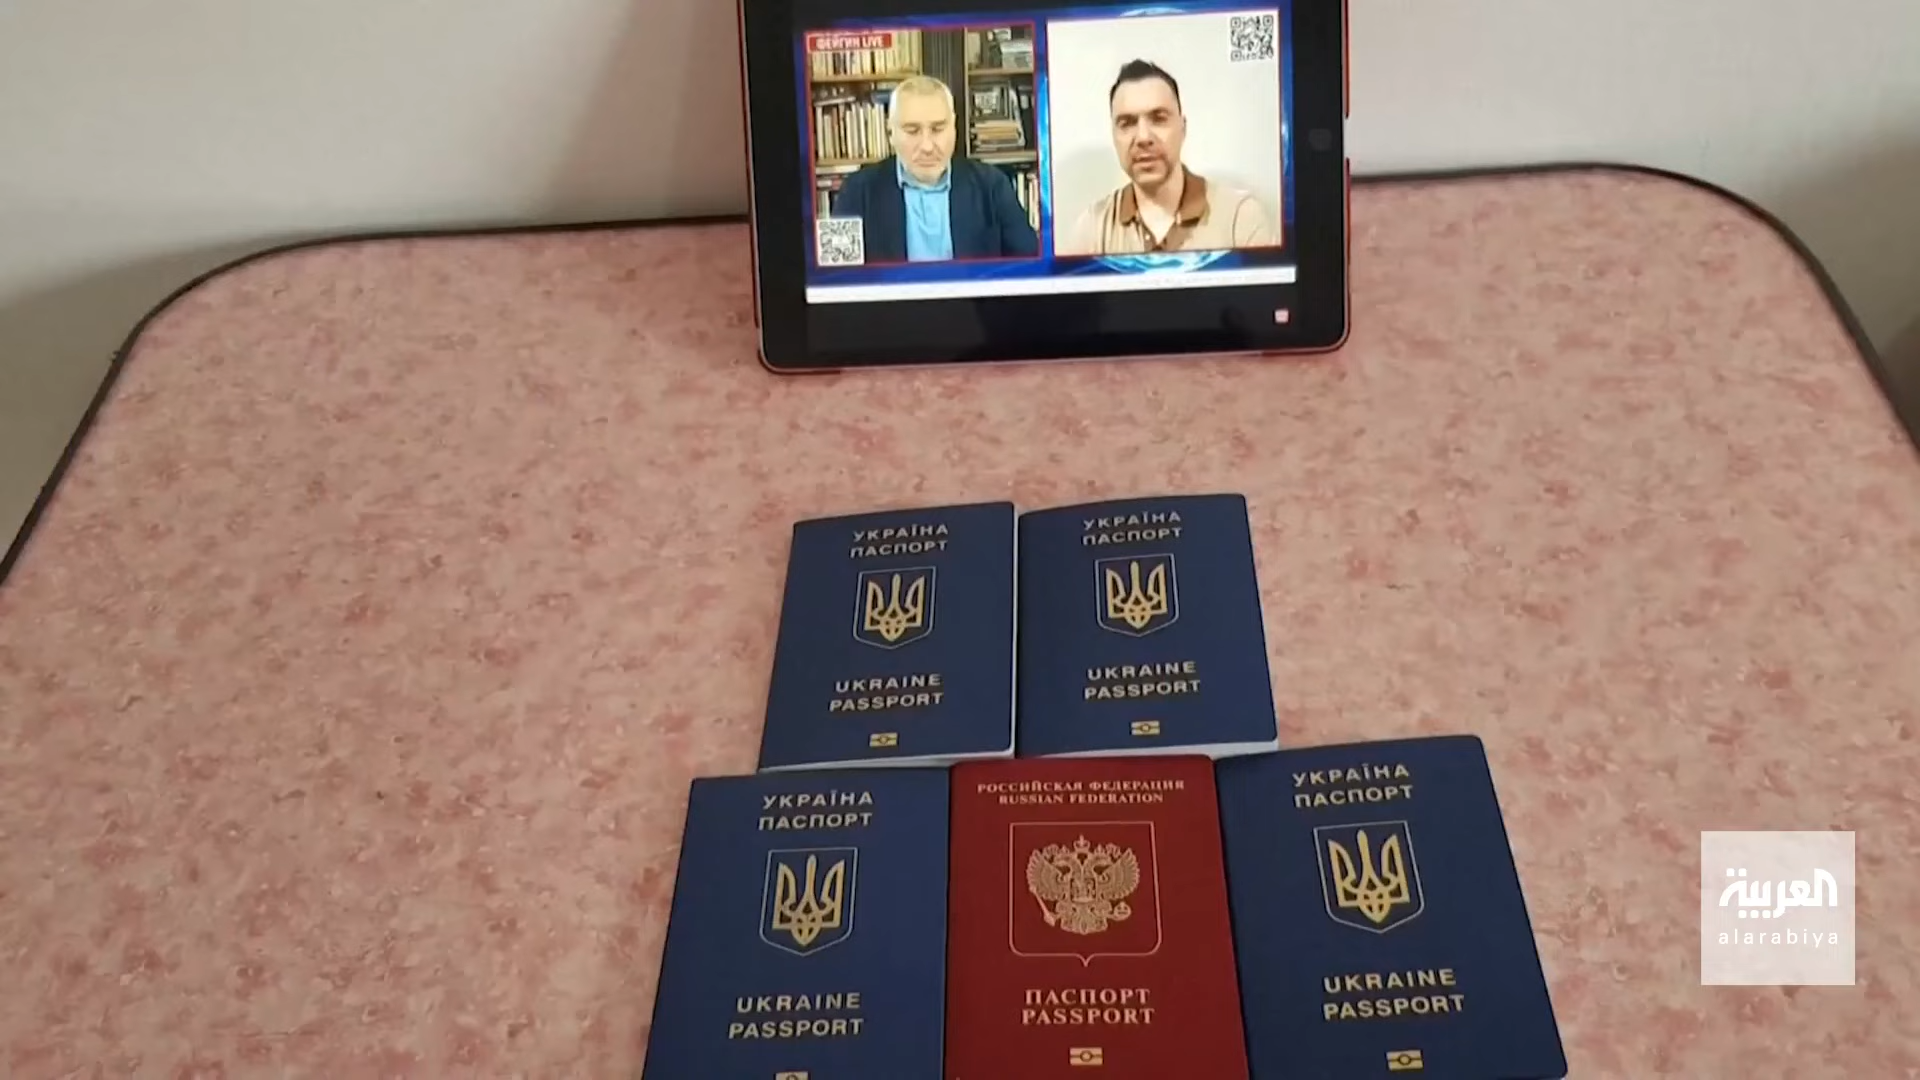 ФЕЙГИН LIVE
УКРАЇНА
ПАСПОРТ
UKRAINE
PASSPORT
УКРАЇНА
ПАСПОРТ
UKRAINE
PASSPORT
УКРАЇНА
ПАСПОРТ
UKRAINE
PASSPORT
РОССИЙСКАЯ ФЕДЕРАЦИЯ
RUSSIAN FEDERATION
ПАСПОРТ
PASSPORT
УКРАЇНА
ПАСПОРТ
UKRAINE
PASSPORT
العربية
alarabiya